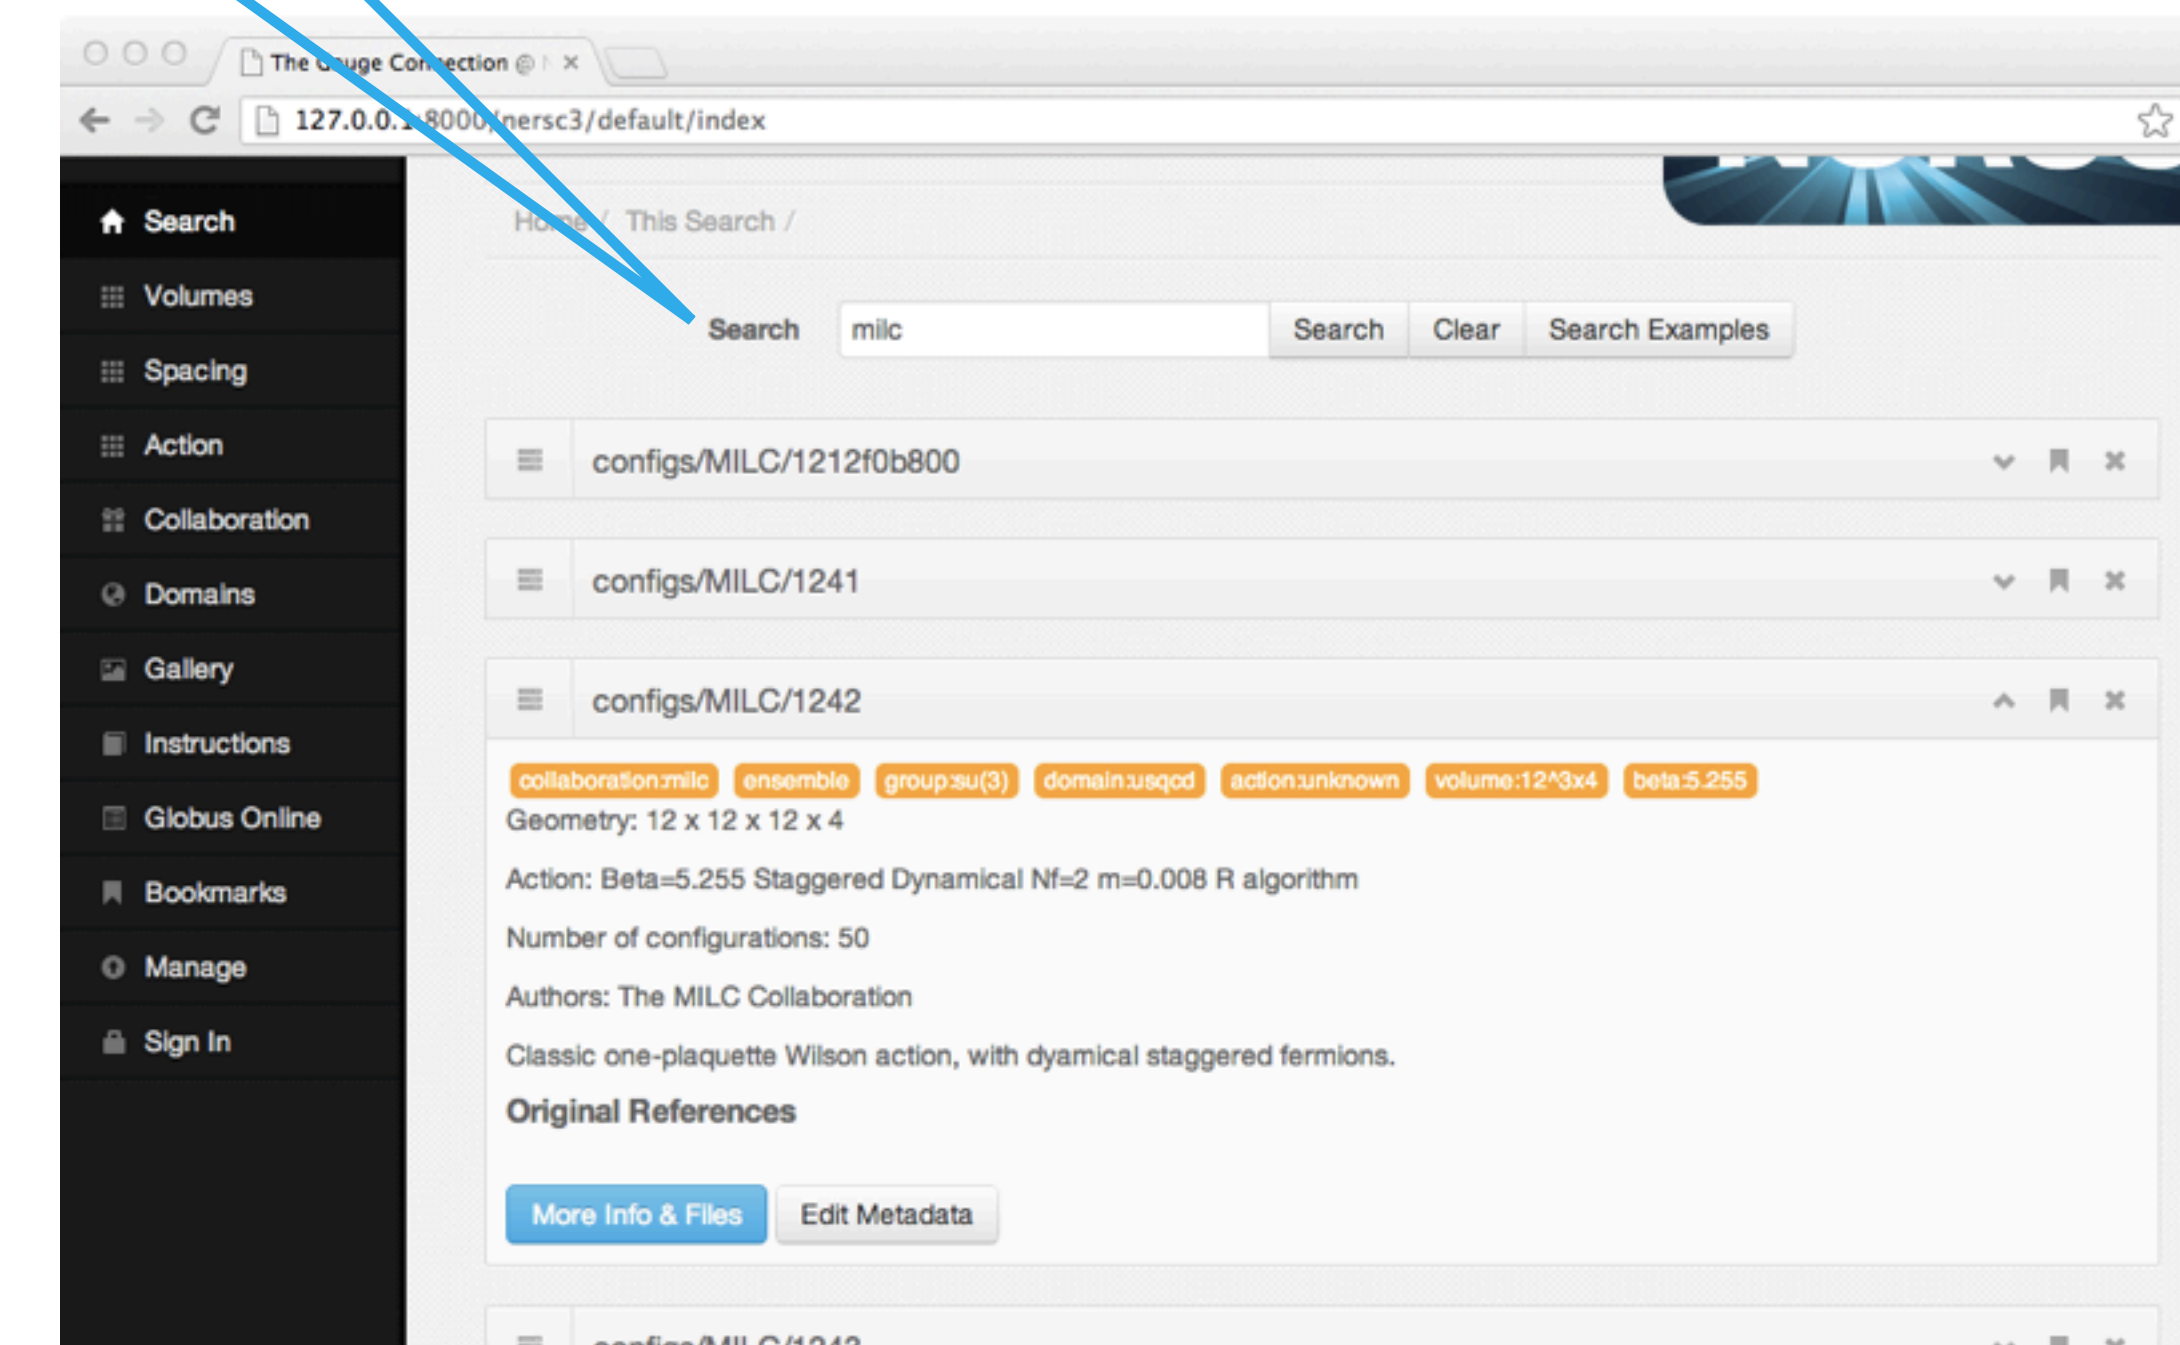 The Gauge Connection @
127.0.0.1:8000/nersc3/default/index
Home / This Search /
Search
Volumes
Spacing
Action
Collaboration
Domains
Gallery
Instructions
Globus Online
Bookmarks
Manage
Sign In
Search milc Search Clear Search Examples
configs/MILC/1212f0b800
configs/MILC/1241
configs/MILC/1242
collaboration:milc ensemble group:su(3) domain:usqcd action:unknown volume:12^3x4 beta:5.255
Geometry: 12 x 12 x 12 x 4
Action: Beta=5.255 Staggered Dynamical Nf=2 m=0.008 R algorithm
Number of configurations: 50
Authors: The MILC Collaboration
Classic one-plaquette Wilson action, with dyamical staggered fermions.
Original References
More Info & Files Edit Metadata
configs/MILC/1243